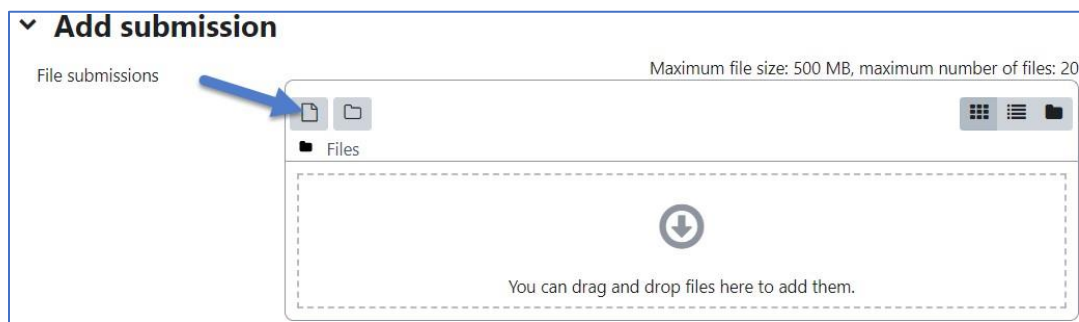 Add submission
File submissions
Maximum file size: 500 MB, maximum number of files: 20
Files
You can drag and drop files here to add them.